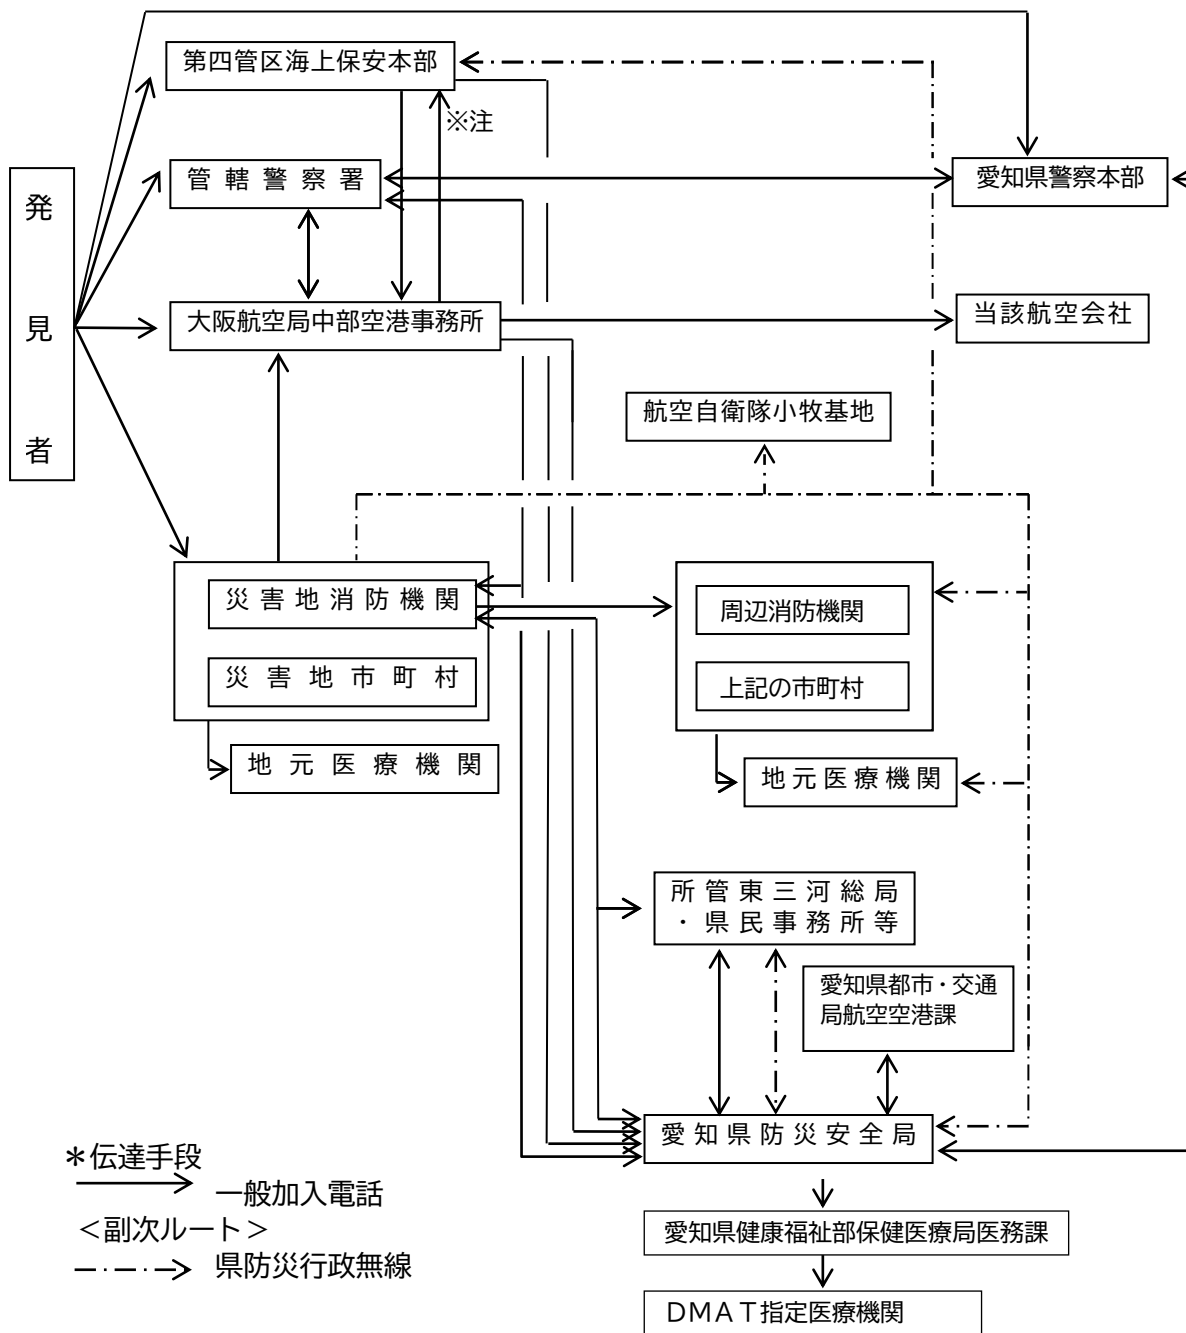 第四管区海上保安本部
※注
管轄警察署
愛知県警察本部
発見者
大阪航空局中部空港事務所
当該航空会社
航空自衛隊小牧基地
災害地消防機関
周辺消防機関
災害地市町村
上記の市町村
地元医療機関
地元医療機関
所管東三河総局
・県民事務所等
愛知県都市・交通
局航空空港課
愛知県防災安全局
＊伝達手段
一般加入電話
＜副次ルート＞
県防災行政無線
愛知県健康福祉部保健医療局医務課
ＤＭＡＴ指定医療機関